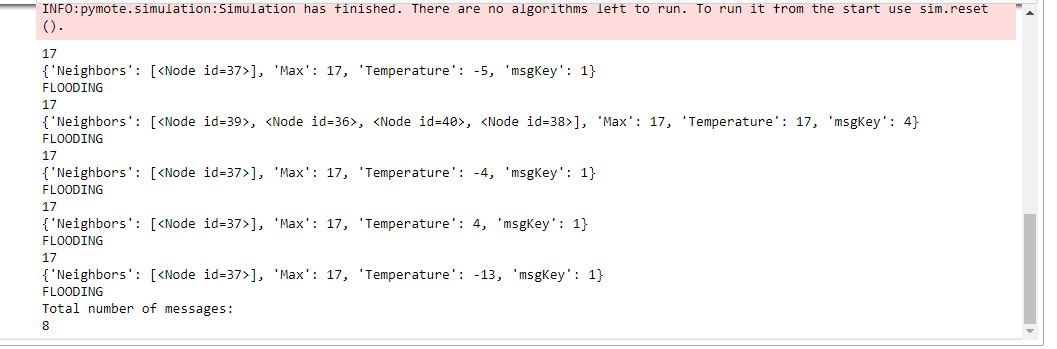 INFO:pymote.simulation:Simulation has finished. There are no algorithms left to run. To run it from the start use sim.reset
().
17
{'Neighbors': [<Node id=37>], 'Max': 17, 'Temperature': -5, 'msgKey': 1}
FLOODING
17
{'Neighbors': [<Node id=39>, <Node id=36>, <Node id=40>, <Node id=38>], 'Max': 17, 'Temperature': 17, 'msgKey': 4}
FLOODING
17
{'Neighbors': [<Node id=37>], 'Max': 17, 'Temperature': -4, 'msgKey': 1}
FLOODING
17
{'Neighbors': [<Node id=37>], 'Max': 17, 'Temperature': 4, 'msgKey': 1}
FLOODING
17
{'Neighbors': [<Node id=37>], 'Max': 17, 'Temperature': -13, 'msgKey': 1}
FLOODING
Total number of messages:
8